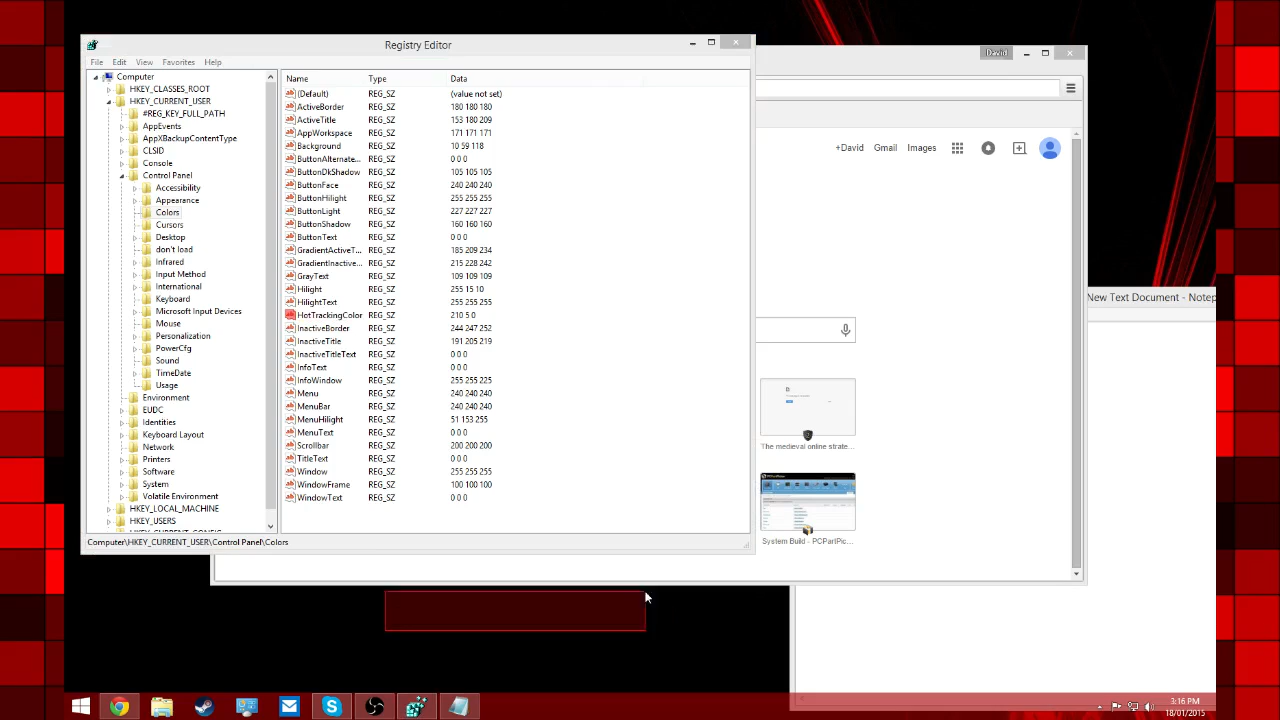 Registry Editor
David
File Edit View Favorites Help
Name Type Data
Computer
HKEY_CLASSES_ROOT
HKEY_CURRENT_USER
#REG_KEY_FULL_PATH
AppEvents
AppXBackupContentType
CLSID
Console
Control Panel
Accessibility
Appearance
Colors
Cursors
Desktop
don't load
Infrared
Input Method
International
Keyboard
Microsoft Input Devices
Mouse
Personalization
PowerCfg
Sound
TimeDate
Usage
Environment
EUDC
Identities
Keyboard Layout
Network
Printers
Software
System
Volatile Environment
HKEY_LOCAL_MACHINE
HKEY_USERS
HKEY_CURRENT_CONFIG
(Default) REG_SZ (value not set)
ActiveBorder REG_SZ 180 180 180
ActiveTitle REG_SZ 153 180 209
AppWorkspace REG_SZ 171 171 171
Background REG_SZ 10 59 118
ButtonAlternate... REG_SZ 0 0 0
ButtonDkShadow REG_SZ 105 105 105
ButtonFace REG_SZ 240 240 240
ButtonHilight REG_SZ 255 255 255
ButtonLight REG_SZ 227 227 227
ButtonShadow REG_SZ 160 160 160
ButtonText REG_SZ 0 0 0
GradientActiveT... REG_SZ 185 209 234
GradientInactive... REG_SZ 215 228 242
GrayText REG_SZ 109 109 109
Hilight REG_SZ 255 15 10
HilightText REG_SZ 255 255 255
HotTrackingColor REG_SZ 210 5 0
InactiveBorder REG_SZ 244 247 252
InactiveTitle REG_SZ 191 205 219
InactiveTitleText REG_SZ 0 0 0
InfoText REG_SZ 0 0 0
InfoWindow REG_SZ 255 255 225
Menu REG_SZ 240 240 240
MenuBar REG_SZ 240 240 240
MenuHilight REG_SZ 51 153 255
MenuText REG_SZ 0 0 0
Scrollbar REG_SZ 200 200 200
TitleText REG_SZ 0 0 0
Window REG_SZ 255 255 255
WindowFrame REG_SZ 100 100 100
WindowText REG_SZ 0 0 0
Computer\HKEY_CURRENT_USER\Control Panel\Colors
+David Gmail Images
The medieval online strate...
System Build - PCPartPic...
New Text Document - Notep
3:16 PM
18/01/2015